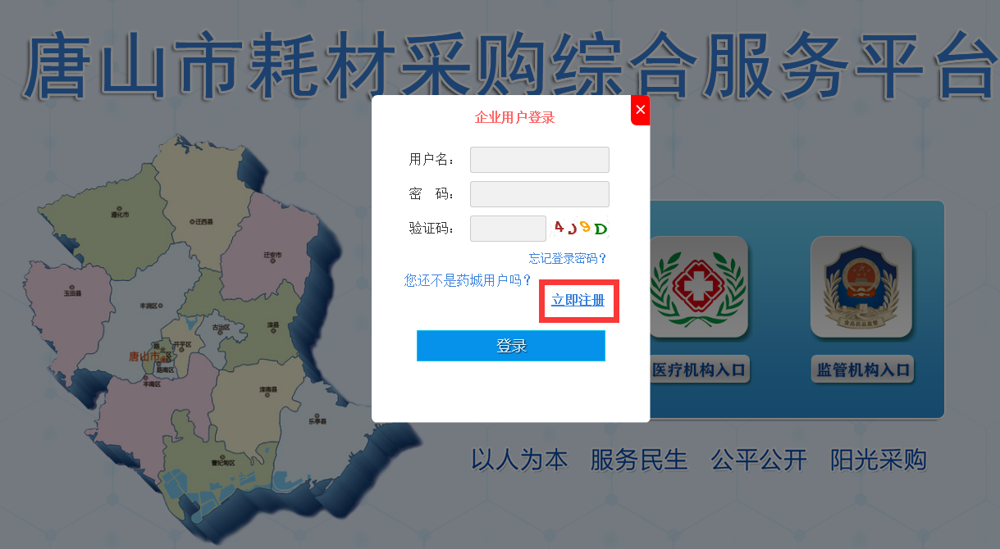 唐山市耗材采购综合服务平台
企业用户登录
×
用户名：
密 码：
验证码：
4J9D
忘记登录密码？
您还不是药城用户吗？
立即注册
登录
遵化市
迁西县
迁安市
玉田县
丰润区
古冶区
滦县
开平区
路北区
唐山市
路南区
丰南区
滦南县
乐亭县
曹妃甸区
食品药品监管
医疗机构入口
监管机构入口
以人为本 服务民生 公平公开 阳光采购